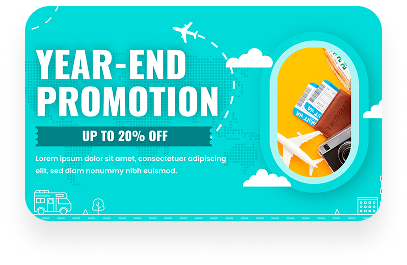 YEAR-END
PROMOTION
UP TO 20% OFF
Lorem ipsum dolor sit amet, consectetuer adipiscing
elit, sed diam nonummy nibh euismod.